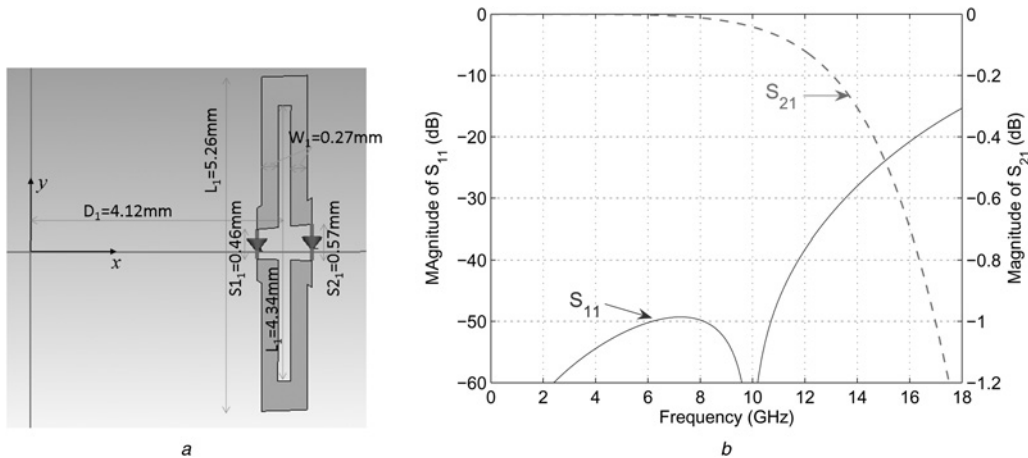 L₁=5.26mm
W₁=0.27mm
y
D₁=4.12mm
x
S1₁=0.46mm
S2₁=0.57mm
L₁=4.34mm
a
0
−10
−20
−30
−40
−50
−60
MAgnitude of S₁₁ (dB)
S₂₁
S₁₁
0 2 4 6 8 10 12 14 16 18
Frequency (GHz)
0
−0.2
−0.4
−0.6
−0.8
−1
−1.2
Magnitude of S₂₁ (dB)
b